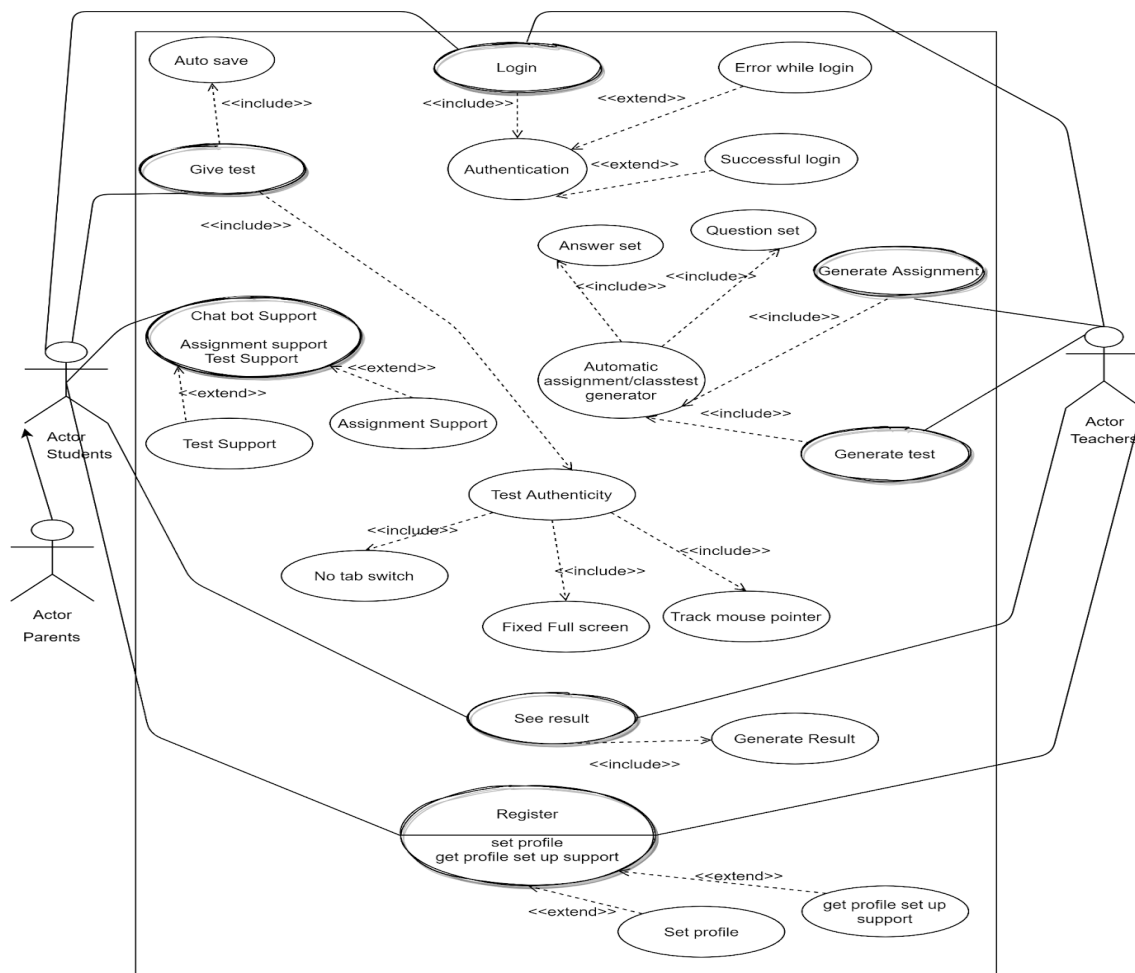 Auto save
Login
Error while login
<<include>>
<<include>>
<<extend>>
Give test
Authentication
<<extend>>
Successful login
<<include>>
Answer set
Question set
Generate Assignment
<<include>>
<<include>>
<<include>>
Chat bot Support
Assignment support
Test Support
<<extend>>
<<extend>>
Automatic
assignment/classtest
generator
<<include>>
Test Support
Assignment Support
Generate test
Actor
Students
Actor
Teachers
Test Authenticity
<<include>>
<<include>>
<<include>>
No tab switch
Fixed Full screen
Track mouse pointer
Actor
Parents
See result
Generate Result
<<include>>
Register
set profile
get profile set up support
<<extend>>
<<extend>>
get profile set up
support
Set profile